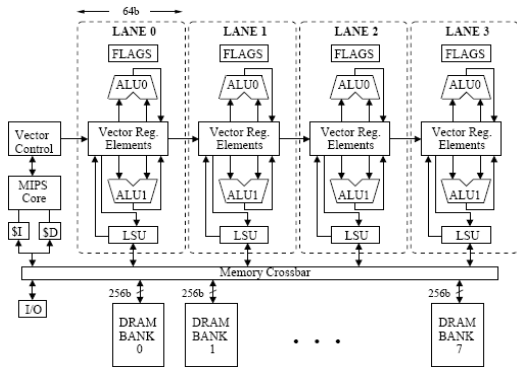 64b
LANE 0 LANE 1 LANE 2 LANE 3
FLAGS FLAGS FLAGS FLAGS
ALU0 ALU0 ALU0 ALU0
Vector
Control
Vector Reg.
Elements
Vector Reg.
Elements
Vector Reg.
Elements
Vector Reg.
Elements
MIPS
Core
ALU1 ALU1 ALU1 ALU1
$I $D
LSU LSU LSU LSU
Memory Crossbar
256b 256b 256b
I/O
DRAM
BANK
0
DRAM
BANK
1
. . .
DRAM
BANK
7